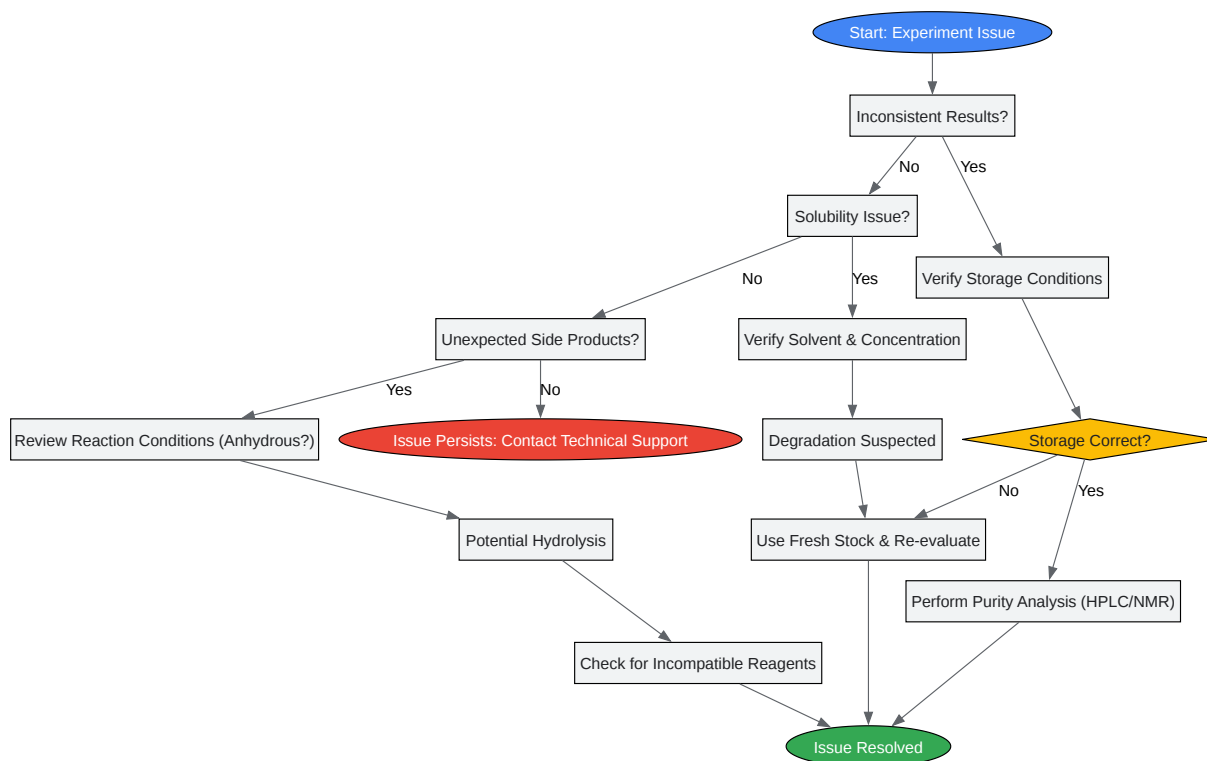 Start: Experiment Issue
Inconsistent Results?
No
Yes
Solubility Issue?
No
Yes
Verify Storage Conditions
Unexpected Side Products?
Verify Solvent & Concentration
Yes
No
Review Reaction Conditions (Anhydrous?)
Issue Persists: Contact Technical Support
Degradation Suspected
Storage Correct?
No
Yes
Potential Hydrolysis
Use Fresh Stock & Re-evaluate
Perform Purity Analysis (HPLC/NMR)
Check for Incompatible Reagents
Issue Resolved